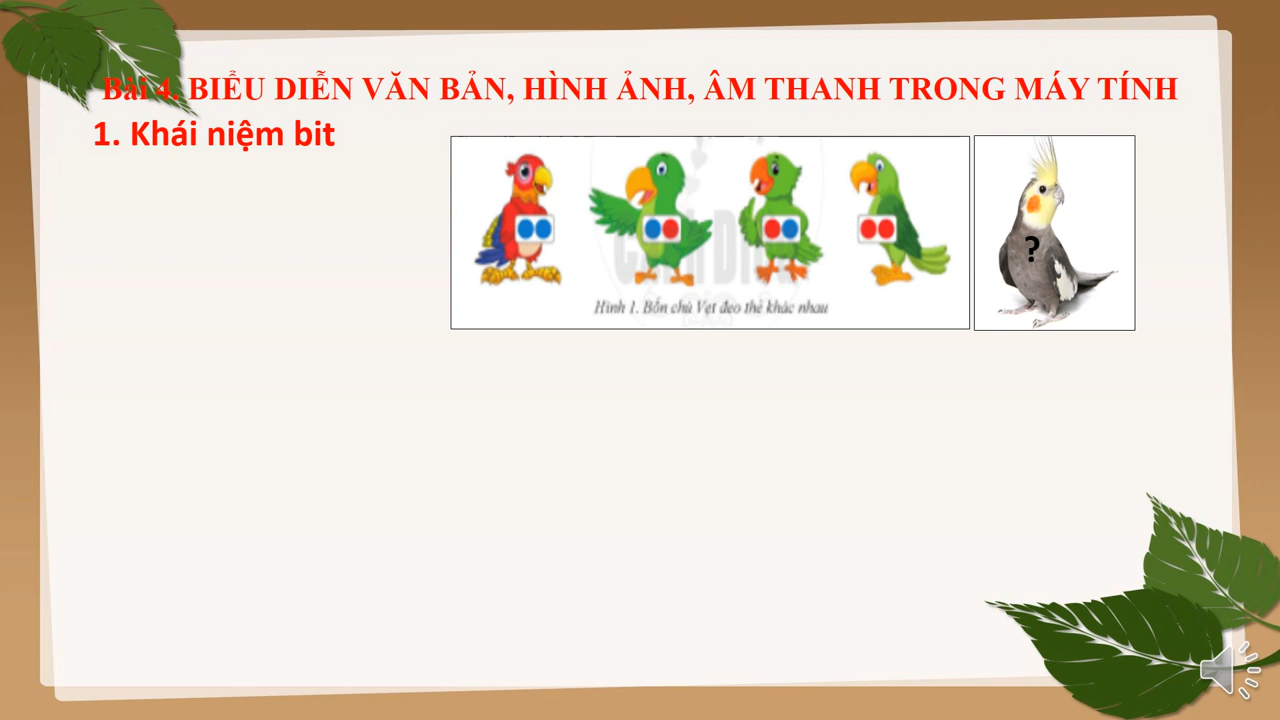 Bài 4. BIỂU DIỄN VĂN BẢN, HÌNH ẢNH, ÂM THANH TRONG MÁY TÍNH
1. Khái niệm bit
?
Hình 1. Bốn chú Vẹt đeo thẻ khác nhau